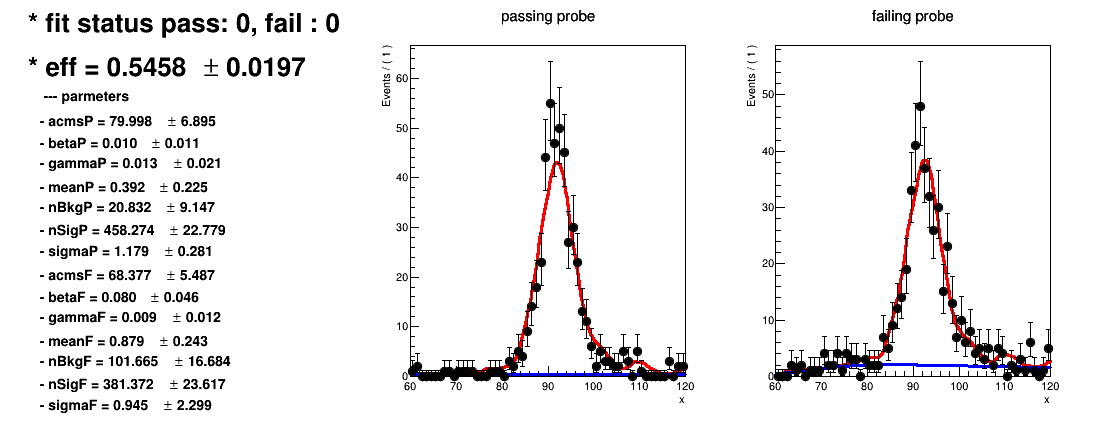 * fit status pass: 0, fail : 0
* eff = 0.5458 ± 0.0197
--- parmeters
- acmsP = 79.998 ± 6.895
- betaP = 0.010 ± 0.011
- gammaP = 0.013 ± 0.021
- meanP = 0.392 ± 0.225
- nBkgP = 20.832 ± 9.147
- nSigP = 458.274 ± 22.779
- sigmaP = 1.179 ± 0.281
- acmsF = 68.377 ± 5.487
- betaF = 0.080 ± 0.046
- gammaF = 0.009 ± 0.012
- meanF = 0.879 ± 0.243
- nBkgF = 101.665 ± 16.684
- nSigF = 381.372 ± 23.617
- sigmaF = 0.945 ± 2.299
passing probe
Events / ( 1 )
60
50
40
30
20
10
0
60 70 80 90 100 110 120
x
failing probe
Events / ( 1 )
50
40
30
20
10
0
60 70 80 90 100 110 120
x